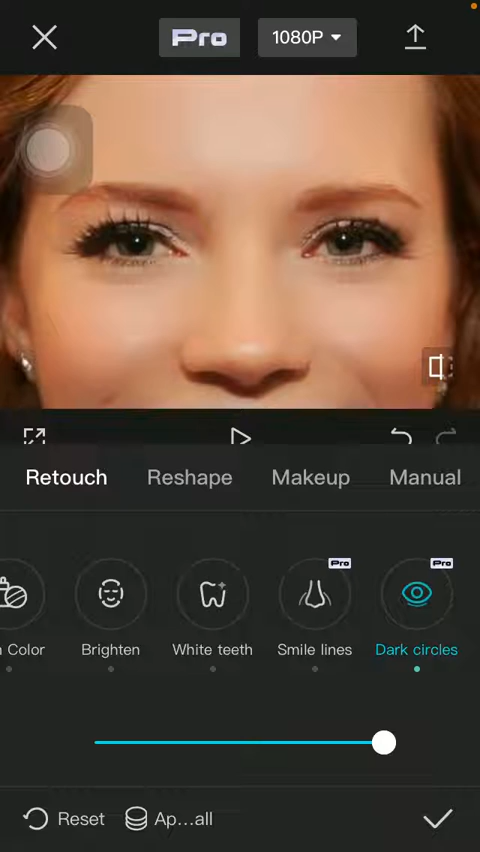 Pro
1080P
Retouch
Reshape
Makeup
Manual
Pro
Pro
Color
Brighten
White teeth
Smile lines
Dark circles
Reset
Ap...all